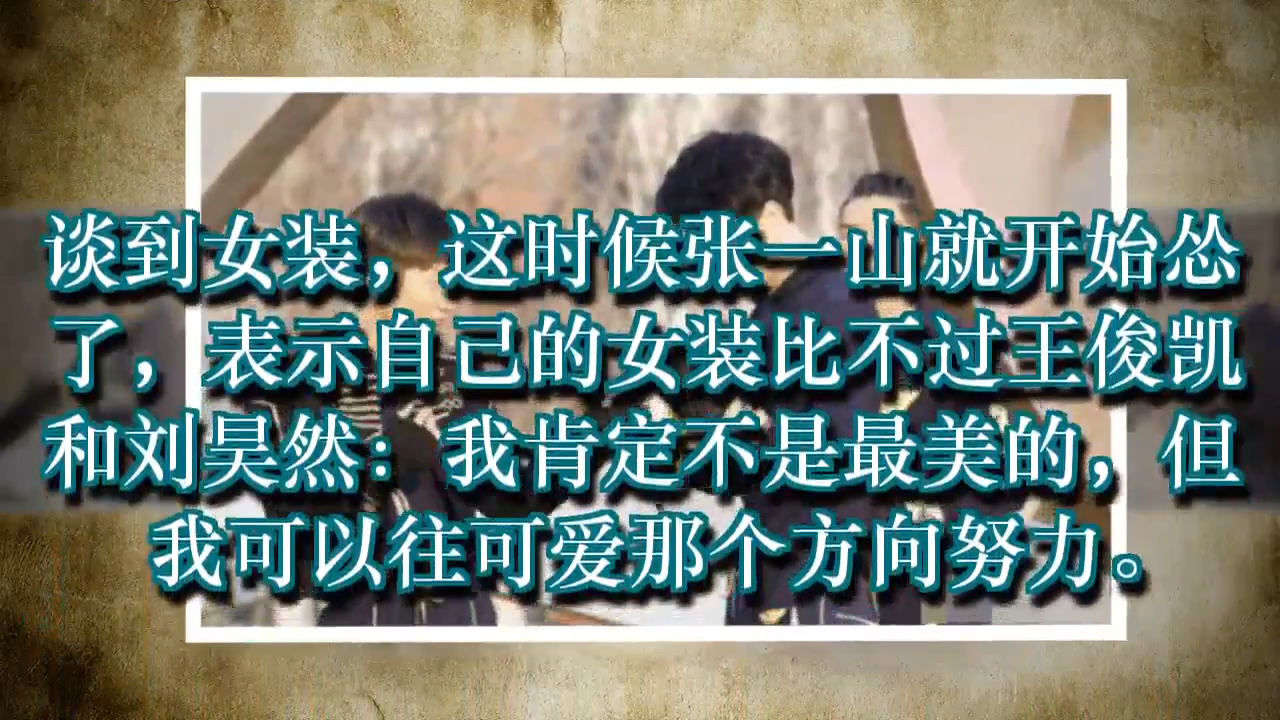 谈到女装，这时候张一山就开始怂
了，表示自己的女装比不过王俊凯
和刘昊然：我肯定不是最美的，但
我可以往可爱那个方向努力。